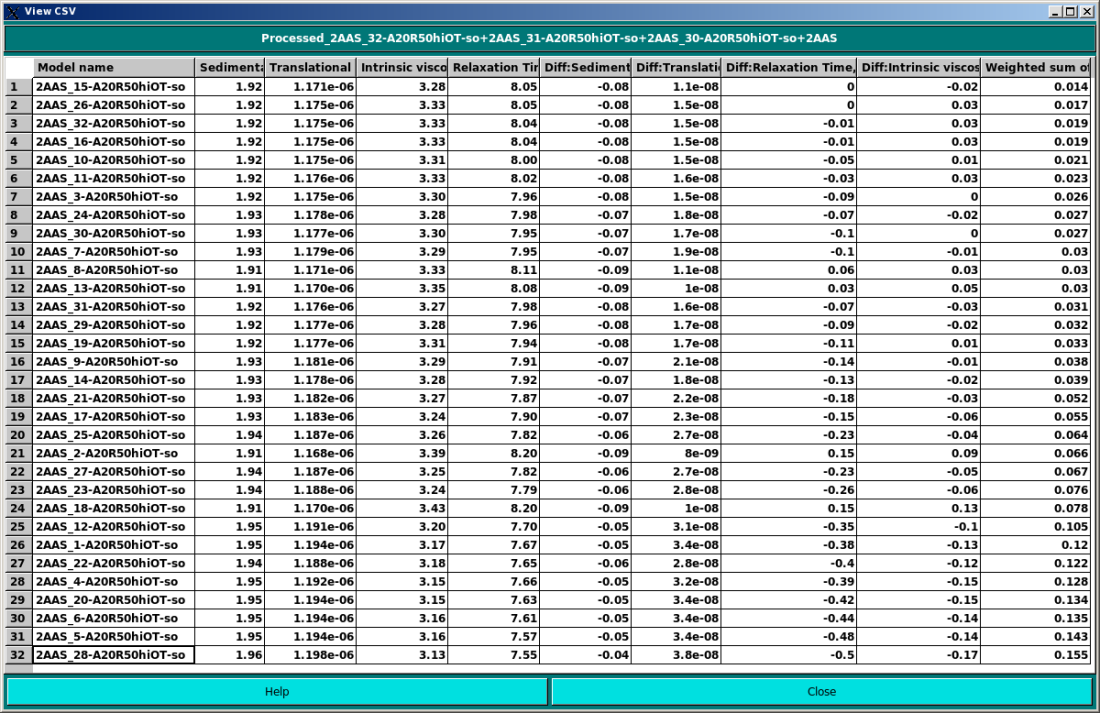 View CSV
Processed_2AAS_32-A20R50hiOT-so+2AAS_31-A20R50hiOT-so+2AAS_30-A20R50hiOT-so+2AAS
Model name Sedimenta Translational Intrinsic visco Relaxation Tir Diff:Sediment Diff:Translati Diff:Relaxation Time, Diff:Intrinsic viscos Weighted sum of
1 2AAS_15-A20R50hiOT-so 1.92 1.171e-06 3.28 8.05 -0.08 1.1e-08 0 -0.02 0.014
2 2AAS_26-A20R50hiOT-so 1.92 1.175e-06 3.33 8.05 -0.08 1.5e-08 0 0.03 0.017
3 2AAS_32-A20R50hiOT-so 1.92 1.175e-06 3.33 8.04 -0.08 1.5e-08 -0.01 0.03 0.019
4 2AAS_16-A20R50hiOT-so 1.92 1.175e-06 3.33 8.04 -0.08 1.5e-08 -0.01 0.03 0.019
5 2AAS_10-A20R50hiOT-so 1.92 1.175e-06 3.31 8.00 -0.08 1.5e-08 -0.05 0.01 0.021
6 2AAS_11-A20R50hiOT-so 1.92 1.176e-06 3.33 8.02 -0.08 1.6e-08 -0.03 0.03 0.023
7 2AAS_3-A20R50hiOT-so 1.92 1.175e-06 3.30 7.96 -0.08 1.5e-08 -0.09 0 0.026
8 2AAS_24-A20R50hiOT-so 1.93 1.178e-06 3.28 7.98 -0.07 1.8e-08 -0.07 -0.02 0.027
9 2AAS_30-A20R50hiOT-so 1.93 1.177e-06 3.30 7.95 -0.07 1.7e-08 -0.1 0 0.027
10 2AAS_7-A20R50hiOT-so 1.93 1.179e-06 3.29 7.95 -0.07 1.9e-08 -0.1 -0.01 0.03
11 2AAS_8-A20R50hiOT-so 1.91 1.171e-06 3.33 8.11 -0.09 1.1e-08 0.06 0.03 0.03
12 2AAS_13-A20R50hiOT-so 1.91 1.170e-06 3.35 8.08 -0.09 1e-08 0.03 0.05 0.03
13 2AAS_31-A20R50hiOT-so 1.92 1.176e-06 3.27 7.98 -0.08 1.6e-08 -0.07 -0.03 0.031
14 2AAS_29-A20R50hiOT-so 1.92 1.177e-06 3.28 7.96 -0.08 1.7e-08 -0.09 -0.02 0.032
15 2AAS_19-A20R50hiOT-so 1.92 1.177e-06 3.31 7.94 -0.08 1.7e-08 -0.11 0.01 0.033
16 2AAS_9-A20R50hiOT-so 1.93 1.181e-06 3.29 7.91 -0.07 2.1e-08 -0.14 -0.01 0.038
17 2AAS_14-A20R50hiOT-so 1.93 1.178e-06 3.28 7.92 -0.07 1.8e-08 -0.13 -0.02 0.039
18 2AAS_21-A20R50hiOT-so 1.93 1.182e-06 3.27 7.87 -0.07 2.2e-08 -0.18 -0.03 0.052
19 2AAS_17-A20R50hiOT-so 1.93 1.183e-06 3.24 7.90 -0.07 2.3e-08 -0.15 -0.06 0.055
20 2AAS_25-A20R50hiOT-so 1.94 1.187e-06 3.26 7.82 -0.06 2.7e-08 -0.23 -0.04 0.064
21 2AAS_2-A20R50hiOT-so 1.91 1.168e-06 3.39 8.20 -0.09 8e-09 0.15 0.09 0.066
22 2AAS_27-A20R50hiOT-so 1.94 1.187e-06 3.25 7.82 -0.06 2.7e-08 -0.23 -0.05 0.067
23 2AAS_23-A20R50hiOT-so 1.94 1.188e-06 3.24 7.79 -0.06 2.8e-08 -0.26 -0.06 0.076
24 2AAS_18-A20R50hiOT-so 1.91 1.170e-06 3.43 8.20 -0.09 1e-08 0.15 0.13 0.078
25 2AAS_12-A20R50hiOT-so 1.95 1.191e-06 3.20 7.70 -0.05 3.1e-08 -0.35 -0.1 0.105
26 2AAS_1-A20R50hiOT-so 1.95 1.194e-06 3.17 7.67 -0.05 3.4e-08 -0.38 -0.13 0.12
27 2AAS_22-A20R50hiOT-so 1.94 1.188e-06 3.18 7.65 -0.06 2.8e-08 -0.4 -0.12 0.122
28 2AAS_4-A20R50hiOT-so 1.95 1.192e-06 3.15 7.66 -0.05 3.2e-08 -0.39 -0.15 0.128
29 2AAS_20-A20R50hiOT-so 1.95 1.194e-06 3.15 7.63 -0.05 3.4e-08 -0.42 -0.15 0.134
30 2AAS_6-A20R50hiOT-so 1.95 1.194e-06 3.16 7.61 -0.05 3.4e-08 -0.44 -0.14 0.135
31 2AAS_5-A20R50hiOT-so 1.95 1.194e-06 3.16 7.57 -0.05 3.4e-08 -0.48 -0.14 0.143
32 2AAS_28-A20R50hiOT-so 1.96 1.198e-06 3.13 7.55 -0.04 3.8e-08 -0.5 -0.17 0.155
Help Close